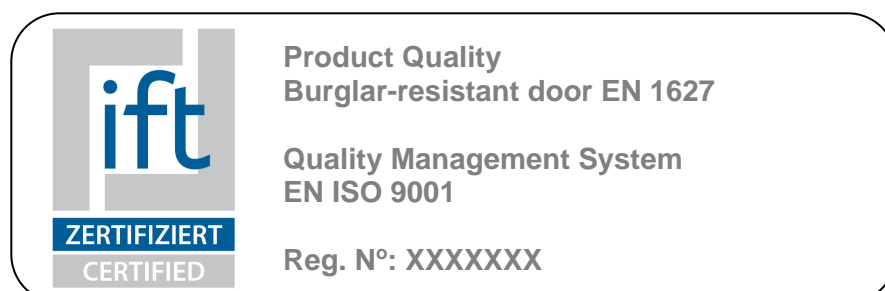 ift
ZERTIFIZIERT
CERTIFIED
Product Quality
Burglar-resistant door EN 1627
Quality Management System
EN ISO 9001
Reg. Nº: XXXXXXX